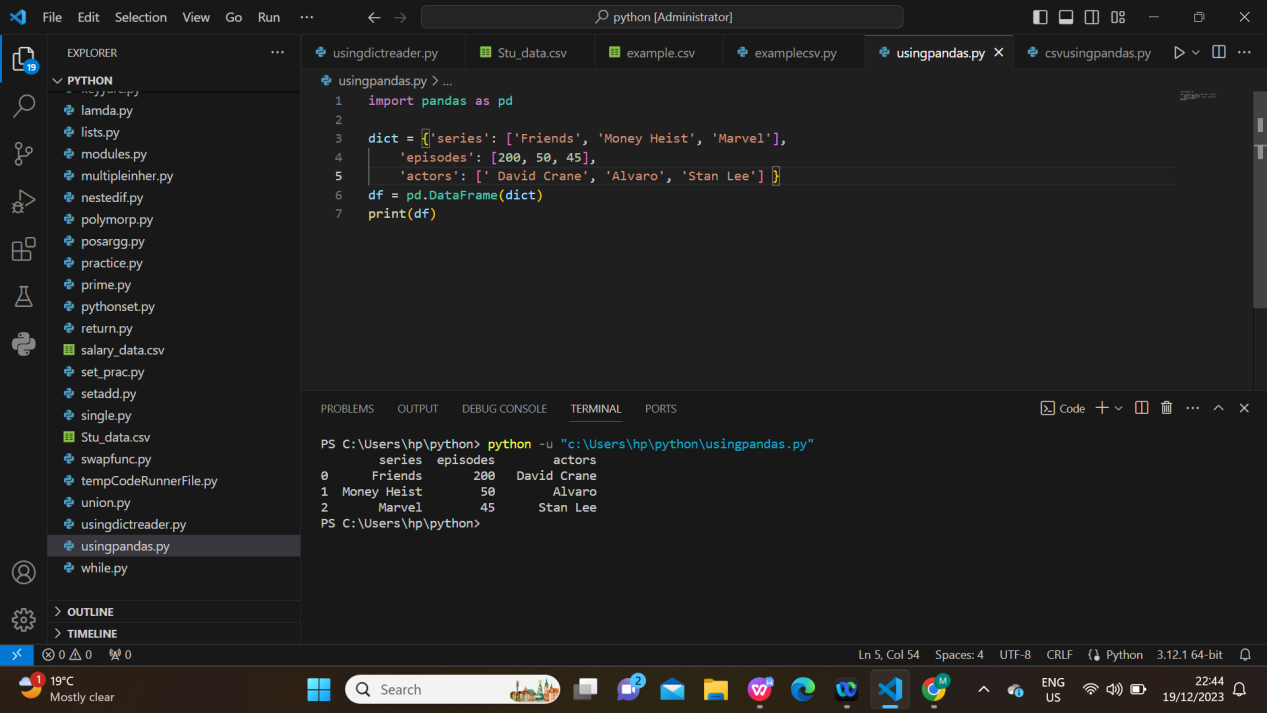 File Edit Selection View Go Run ...
python [Administrator]
EXPLORER
19
PYTHON
lamda.py
lists.py
modules.py
multipleinher.py
nestedif.py
polymorp.py
posargg.py
practice.py
prime.py
pythonset.py
return.py
salary_data.csv
set_prac.py
setadd.py
single.py
Stu_data.csv
swapfunc.py
tempCodeRunnerFile.py
union.py
usingdictreader.py
usingpandas.py
while.py
OUTLINE
TIMELINE
usingdictreader.py Stu_data.csv example.csv examplecsv.py usingpandas.py csvusingpandas.py
usingpandas.py > ...
1 import pandas as pd
2
3 dict = {'series': ['Friends', 'Money Heist', 'Marvel'],
4 'episodes': [200, 50, 45],
5 'actors': [' David Crane', 'Alvaro', 'Stan Lee'] }
6 df = pd.DataFrame(dict)
7 print(df)
PROBLEMS OUTPUT DEBUG CONSOLE TERMINAL PORTS
Code
PS C:\Users\hp\python> python -u "c:\Users\hp\python\usingpandas.py"
series episodes actors
0 Friends 200 David Crane
1 Money Heist 50 Alvaro
2 Marvel 45 Stan Lee
PS C:\Users\hp\python>
0 0 0
Ln 5, Col 54 Spaces: 4 UTF-8 CRLF Python 3.12.1 64-bit
1
19°C
Mostly clear
Search
2
M
ENG
US
22:44
19/12/2023